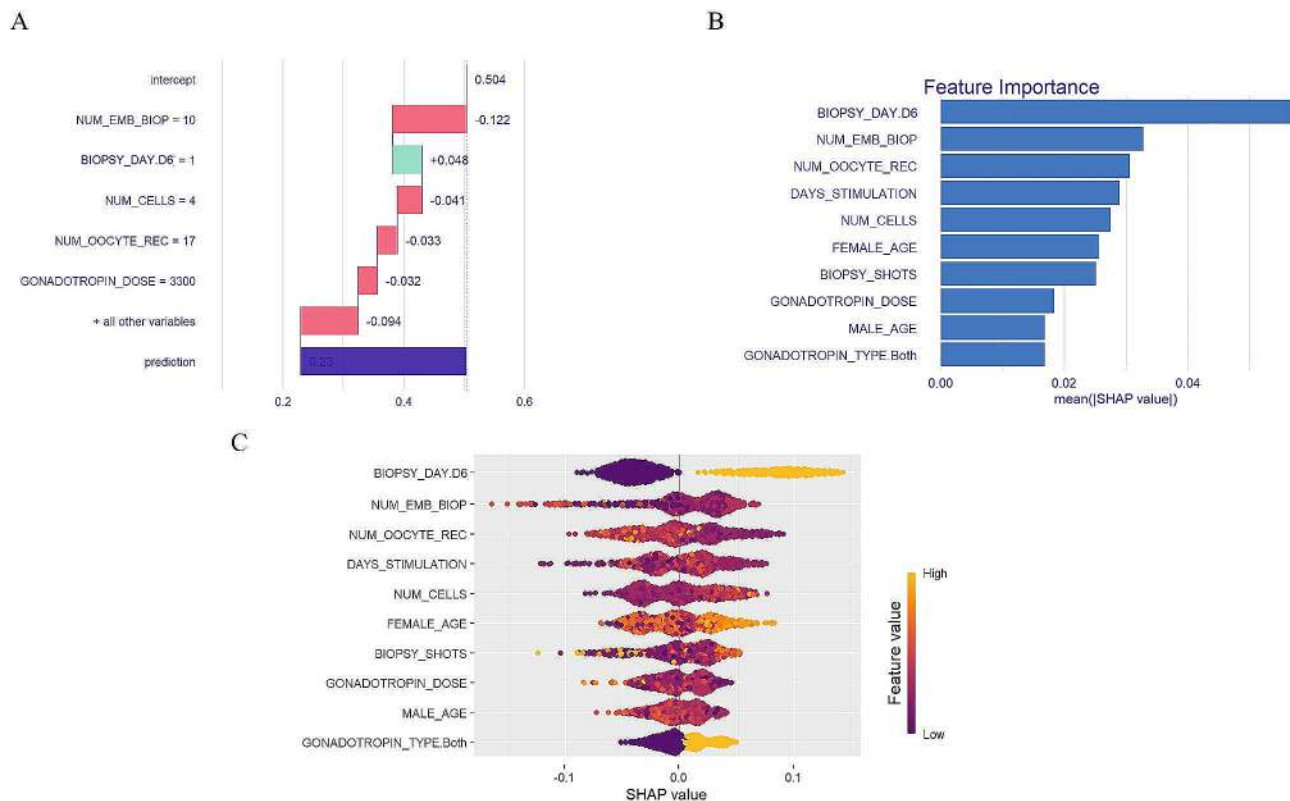 A
intercept
0.504
NUM_EMB_BIOP = 10
-0.122
BIOPSY_DAY.D6 = 1
+0.048
NUM_CELLS = 4
-0.041
NUM_OOCYTE_REC = 17
-0.033
GONADOTROPIN_DOSE = 3300
-0.032
+ all other variables
-0.094
prediction
0.23
0.2 0.4 0.6
B
Feature Importance
BIOPSY_DAY.D6
NUM_EMB_BIOP
NUM_OOCYTE_REC
DAYS_STIMULATION
NUM_CELLS
FEMALE_AGE
BIOPSY_SHOTS
GONADOTROPIN_DOSE
MALE_AGE
GONADOTROPIN_TYPE.Both
0.00 0.02 0.04
mean(|SHAP value|)
C
BIOPSY_DAY.D6
NUM_EMB_BIOP
NUM_OOCYTE_REC
DAYS_STIMULATION
NUM_CELLS
FEMALE_AGE
BIOPSY_SHOTS
GONADOTROPIN_DOSE
MALE_AGE
GONADOTROPIN_TYPE.Both
-0.1 0.0 0.1
SHAP value
High
Feature value
Low